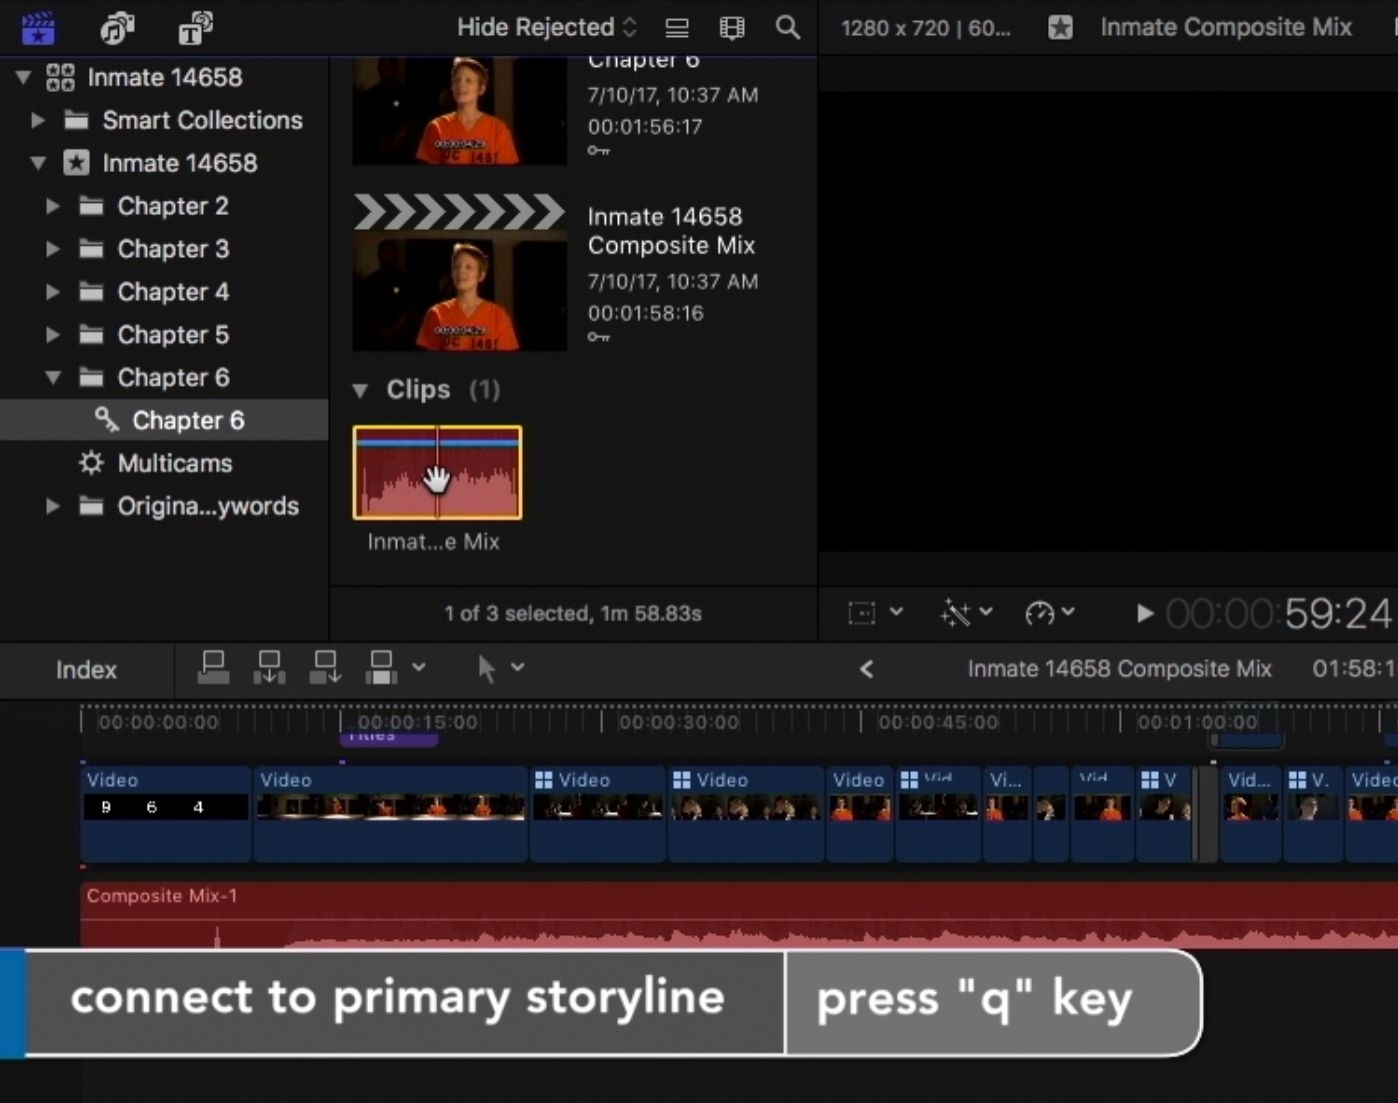 Hide Rejected
1280 x 720 | 60...
Inmate Composite Mix
Inmate 14658
Smart Collections
Inmate 14658
Chapter 2
Chapter 3
Chapter 4
Chapter 5
Chapter 6
Chapter 6
Multicams
Origina...ywords
Chapter 6
7/10/17, 10:37 AM
00:01:56:17
Inmate 14658
Composite Mix
7/10/17, 10:37 AM
00:01:58:16
Clips (1)
Inmat...e Mix
1 of 3 selected, 1m 58.83s
00:00:59:24
Index
Inmate 14658 Composite Mix
01:58:1
00:00:00:00 00:00:15:00 00:00:30:00 00:00:45:00 00:01:00:00
Titles
Video Video Video Video Video Vid Vi... Vid V Vid... V. Video
9 6 4
Composite Mix-1
connect to primary storyline
press "q" key